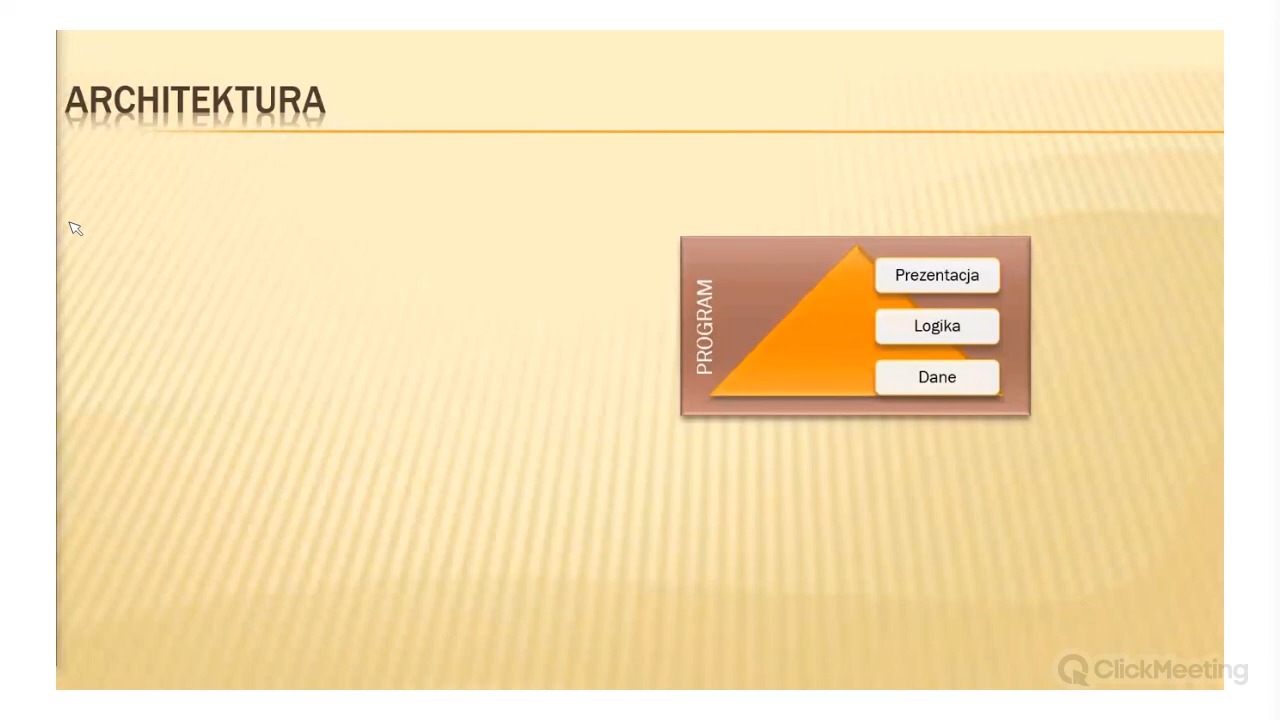 ARCHITEKTURA
PROGRAM
Prezentacja
Logika
Dane
ClickMeeting